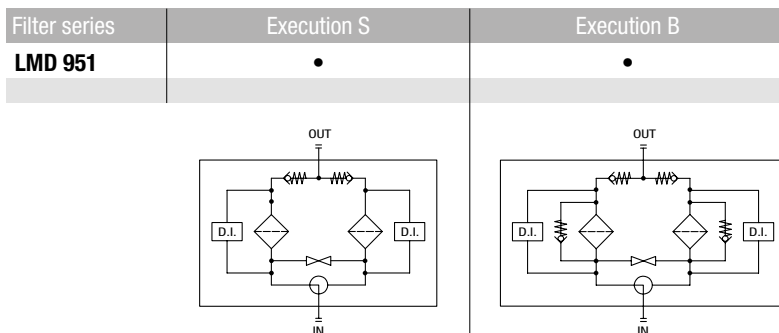 Filter series Execution S Execution B
LMD 951 • •
OUT OUT
D.I. D.I. D.I. D.I.
IN IN